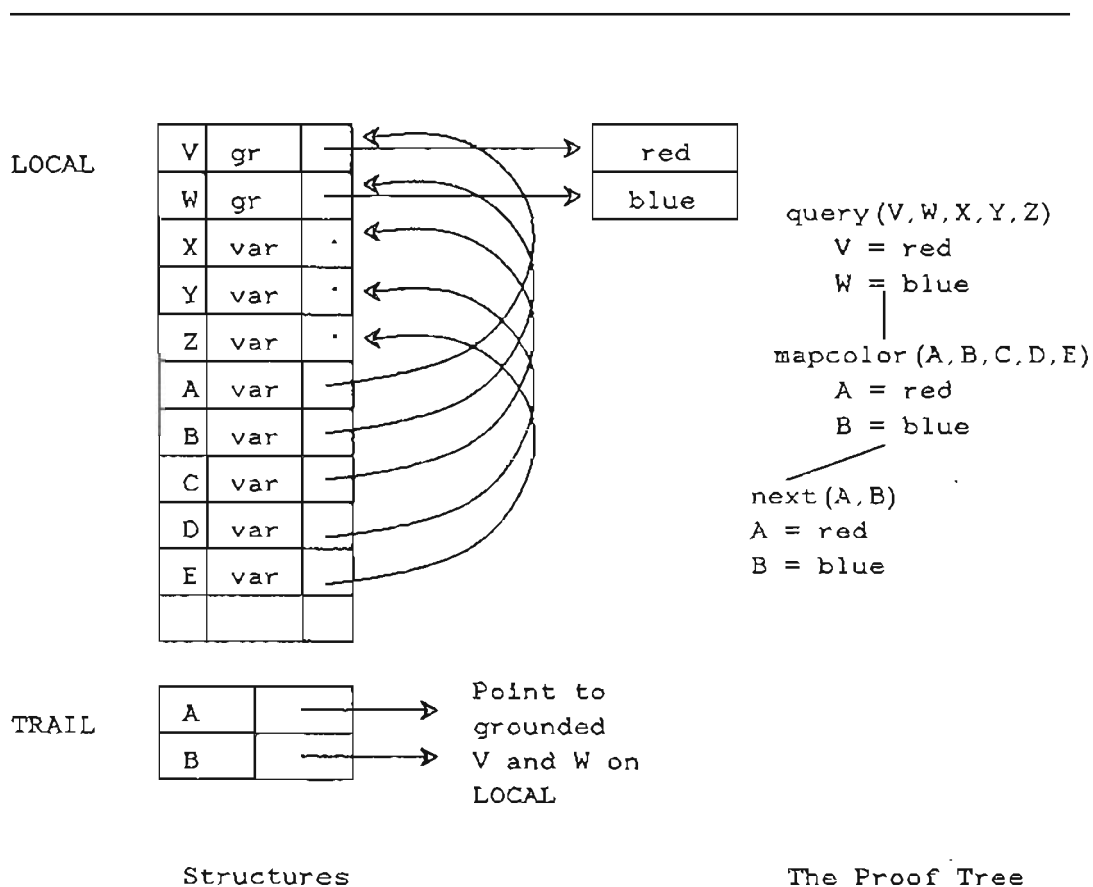 LOCAL
V gr
W gr
X var
Y var
Z var
A var
B var
C var
D var
E var
red
blue
query(V,W,X,Y,Z)
V = red
W = blue
mapcolor(A,B,C,D,E)
A = red
B = blue
next(A,B)
A = red
B = blue
TRAIL
A
B
Point to
grounded
V and W on
LOCAL
Structures
The Proof Tree